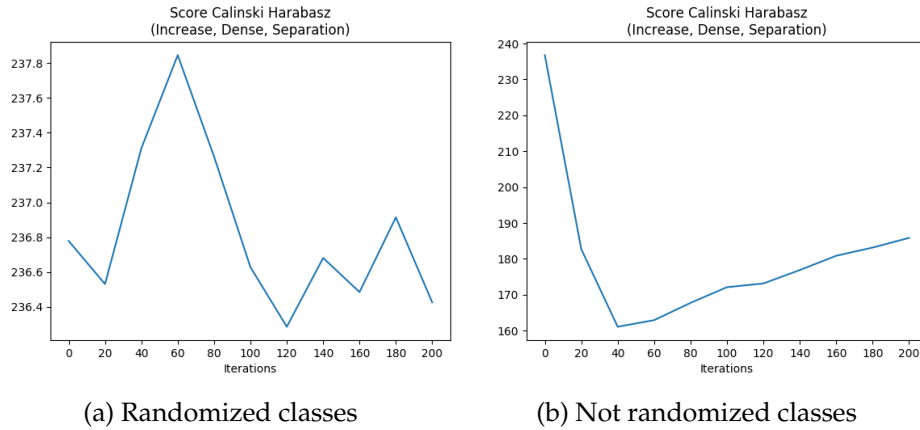 Score Calinski Harabasz
(Increase, Dense, Separation)
237.8
237.6
237.4
237.2
237.0
236.8
236.6
236.4
0 20 40 60 80 100 120 140 160 180 200
Iterations
(a) Randomized classes
Score Calinski Harabasz
(Increase, Dense, Separation)
240
230
220
210
200
190
180
170
160
0 20 40 60 80 100 120 140 160 180 200
Iterations
(b) Not randomized classes